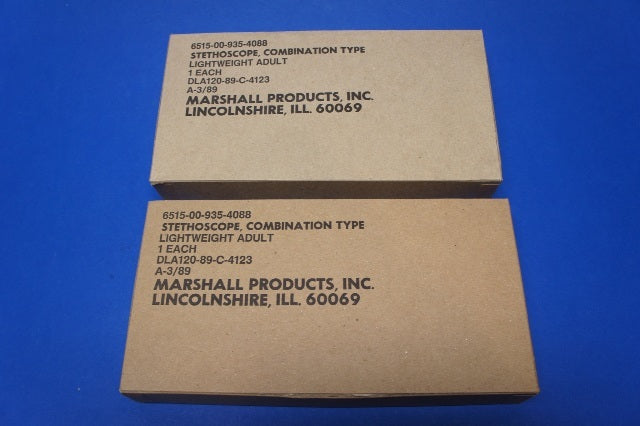 6515-00-935-4088
STETHOSCOPE, COMBINATION TYPE
LIGHTWEIGHT ADULT
1 EACH
DLA120-89-C-4123
A-3/89
MARSHALL PRODUCTS, INC.
LINCOLNSHIRE, ILL. 60069
6515-00-935-4088
STETHOSCOPE, COMBINATION TYPE
LIGHTWEIGHT ADULT
1 EACH
DLA120-89-C-4123
A-3/89
MARSHALL PRODUCTS, INC.
LINCOLNSHIRE, ILL. 60069